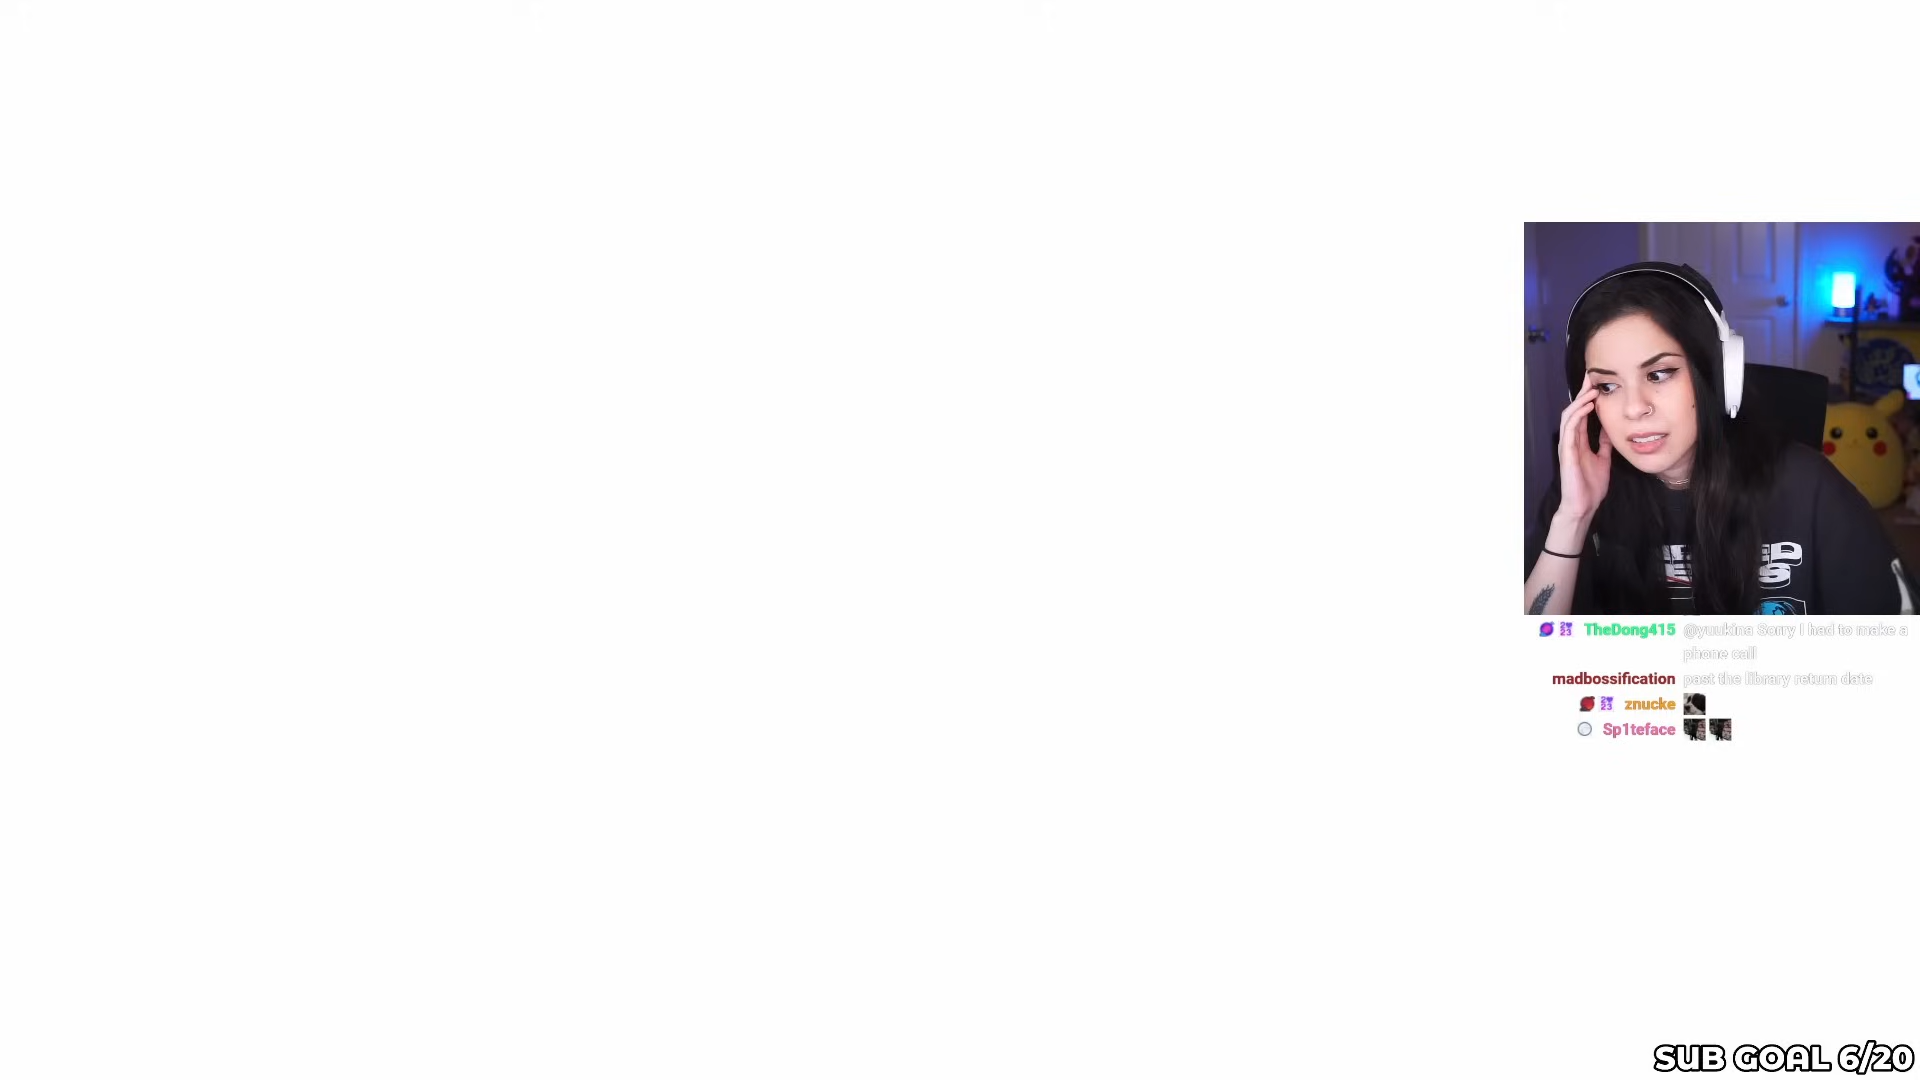 TheDong415 @yuukina Sorry I had to make a
phone call
madbossification past the library return date
znucke
Sp1teface
SUB GOAL 6/20